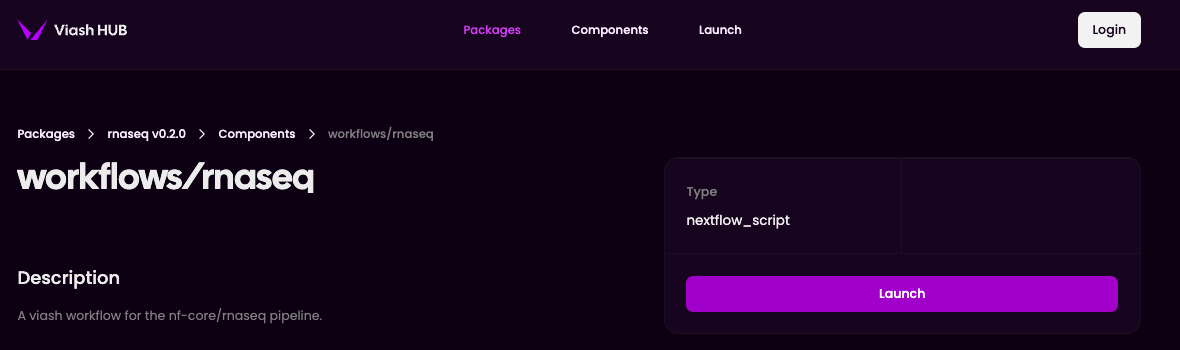 Viash HUB
Packages Components Launch
Login
Packages > rnaseq v0.2.0 > Components > workflows/rnaseq
workflows/rnaseq
Type
nextflow_script
Launch
Description
A viash workflow for the nf-core/rnaseq pipeline.